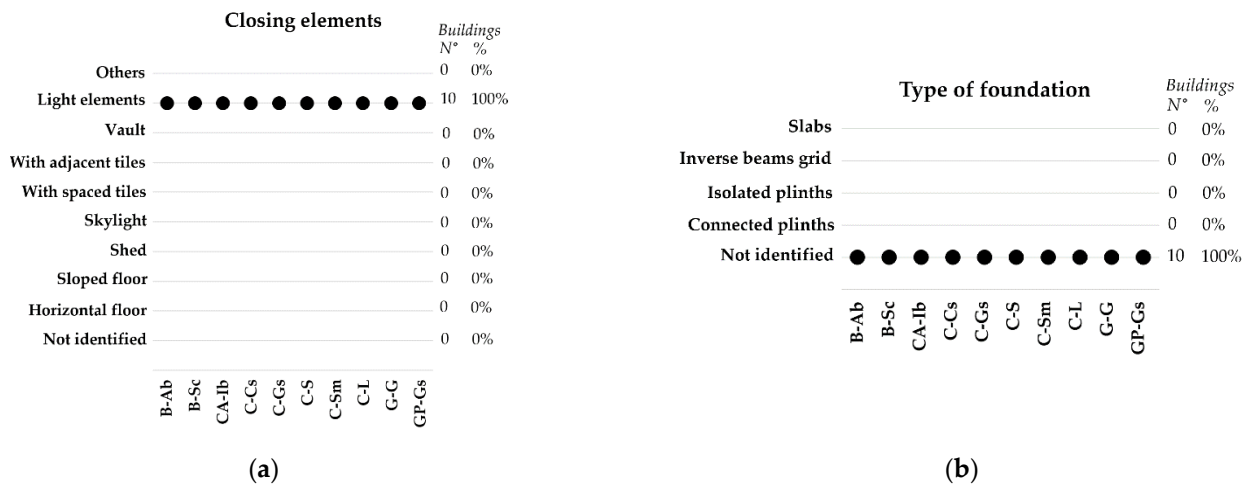 Closing elements
Buildings
N° %
Others 0 0%
Light elements 10 100%
Vault 0 0%
With adjacent tiles 0 0%
With spaced tiles 0 0%
Skylight 0 0%
Shed 0 0%
Sloped floor 0 0%
Horizontal floor 0 0%
Not identified 0 0%
B-Ab
B-Sc
CA-Ib
C-Cs
C-Gs
C-S
C-Sm
C-L
G-G
GP-Gs
(a)
Type of foundation
Buildings
N° %
Slabs 0 0%
Inverse beams grid 0 0%
Isolated plinths 0 0%
Connected plinths 0 0%
Not identified 10 100%
B-Ab
B-Sc
CA-Ib
C-Cs
C-Gs
C-S
C-Sm
C-L
G-G
GP-Gs
(b)